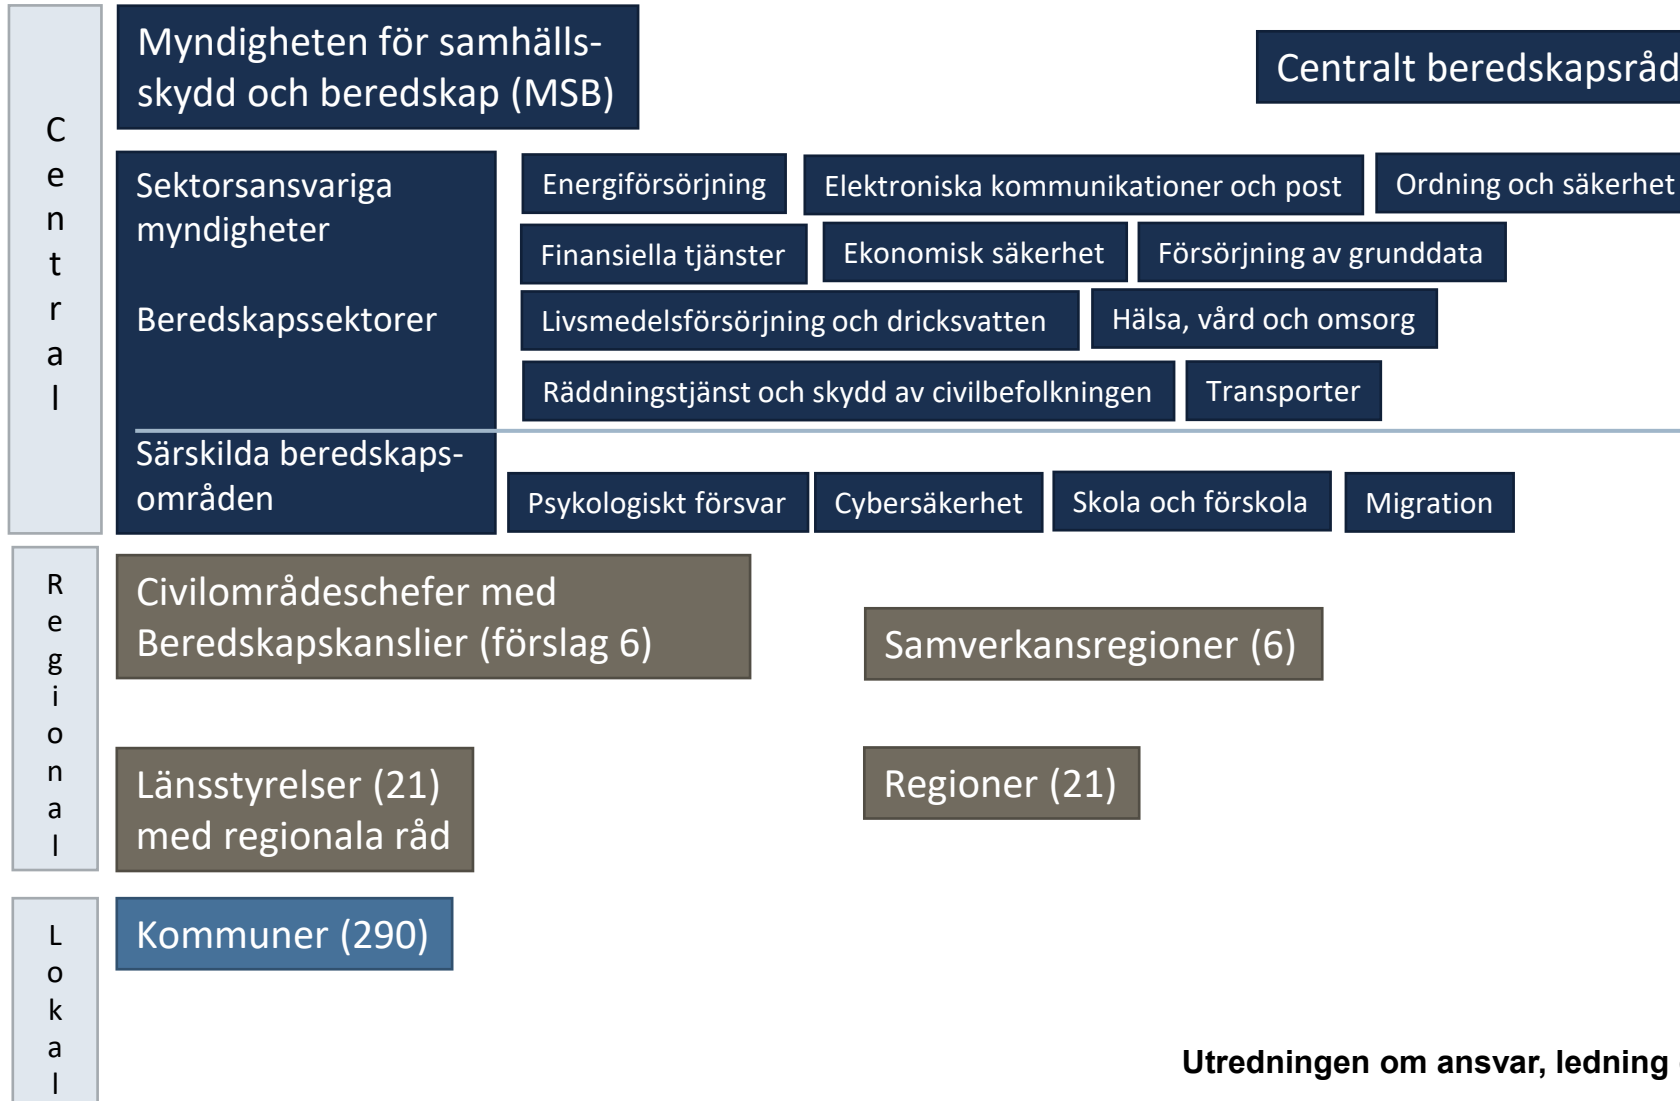 Central
Myndigheten för samhälls-
skydd och beredskap (MSB)
Centralt beredskapsråd
Sektorsansvariga
myndigheter
Energiförsörjning
Elektroniska kommunikationer och post
Ordning och säkerhet
Finansiella tjänster
Ekonomisk säkerhet
Försörjning av grunddata
Beredskapssektorer
Livsmedelsförsörjning och dricksvatten
Hälsa, vård och omsorg
Räddningstjänst och skydd av civilbefolkningen
Transporter
Särskilda beredskaps-
områden
Psykologiskt försvar
Cybersäkerhet
Skola och förskola
Migration
Regional
Civilområdeschefer med
Beredskapskanslier (förslag 6)
Samverkansregioner (6)
Länsstyrelser (21)
med regionala råd
Regioner (21)
Lokal
Kommuner (290)
Utredningen om ansvar, ledning